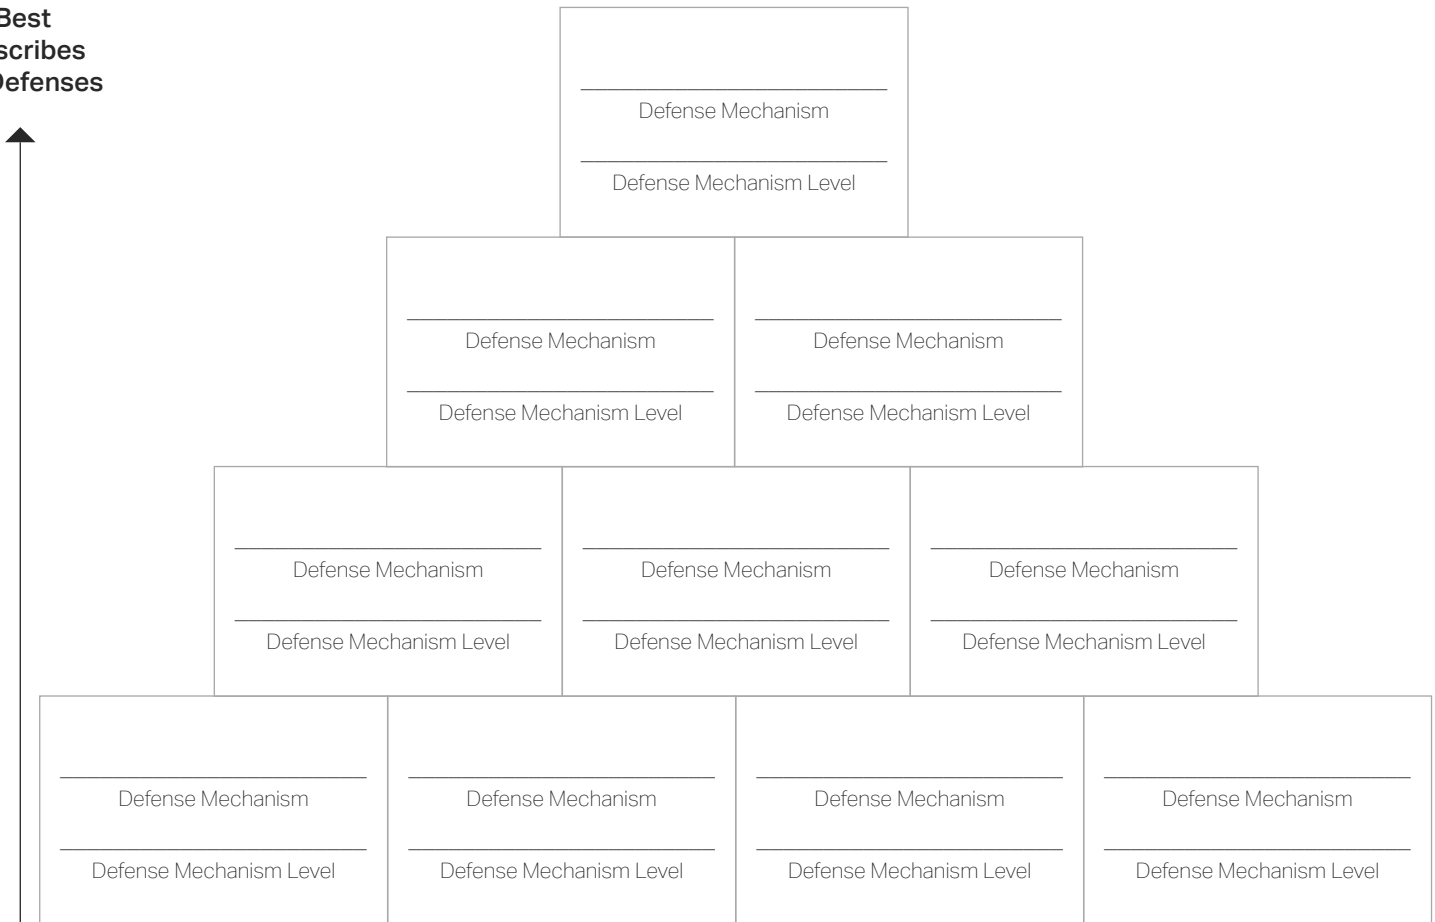 Best
scribes
Defenses
Defense Mechanism
Defense Mechanism Level
Defense Mechanism Defense Mechanism
Defense Mechanism Level Defense Mechanism Level
Defense Mechanism Defense Mechanism Defense Mechanism
Defense Mechanism Level Defense Mechanism Level Defense Mechanism Level
Defense Mechanism Defense Mechanism Defense Mechanism Defense Mechanism
Defense Mechanism Level Defense Mechanism Level Defense Mechanism Level Defense Mechanism Level